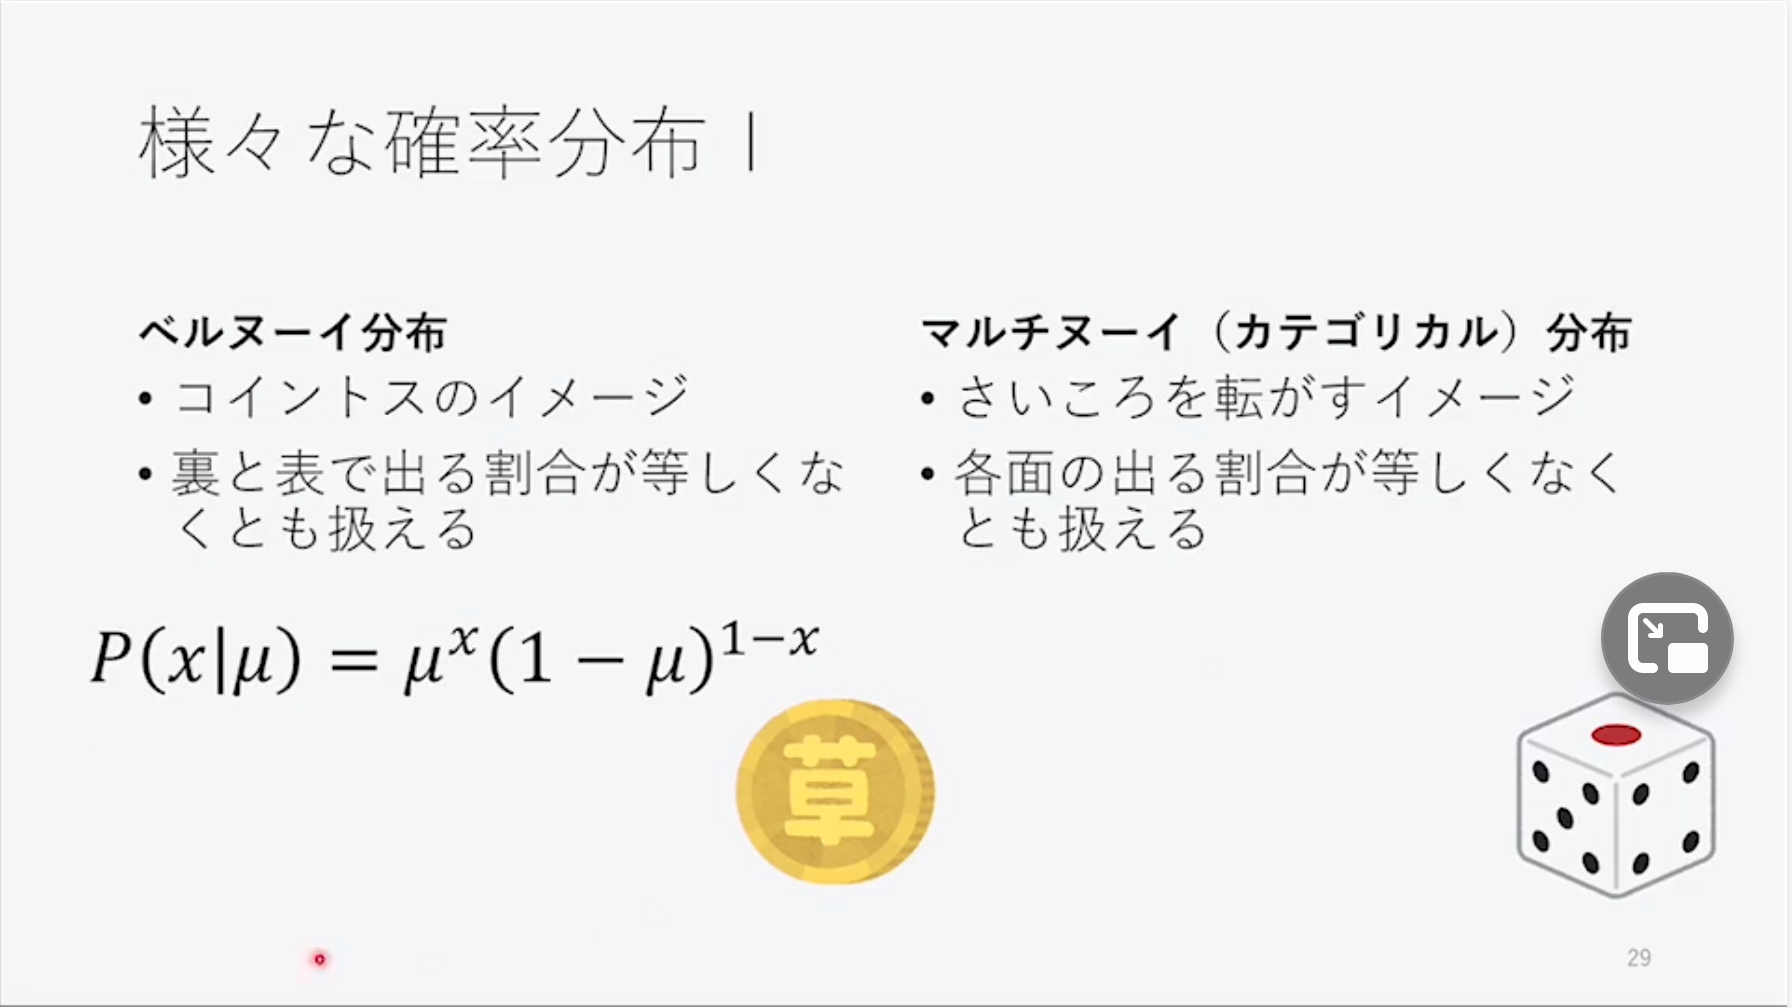 様々な確率分布 I
ベルヌーイ分布
• コイントスのイメージ
• 裏と表で出る割合が等しくな
くとも扱える
P(x|μ) = μ^x(1 − μ)^{1−x}
草
マルチヌーイ（カテゴリカル）分布
• さいころを転がすイメージ
• 各面の出る割合が等しくなく
とも扱える
29